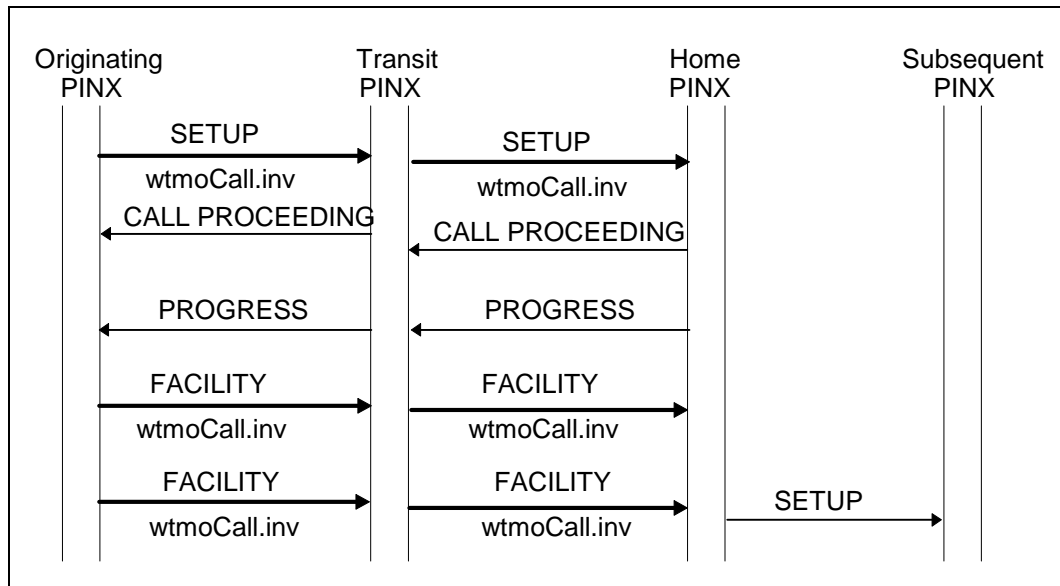 Originating PINX
Transit PINX
Home PINX
Subsequent PINX
SETUP
wtmoCall.inv
SETUP
wtmoCall.inv
CALL PROCEEDING
CALL PROCEEDING
PROGRESS
PROGRESS
FACILITY
wtmoCall.inv
FACILITY
wtmoCall.inv
FACILITY
wtmoCall.inv
FACILITY
wtmoCall.inv
SETUP